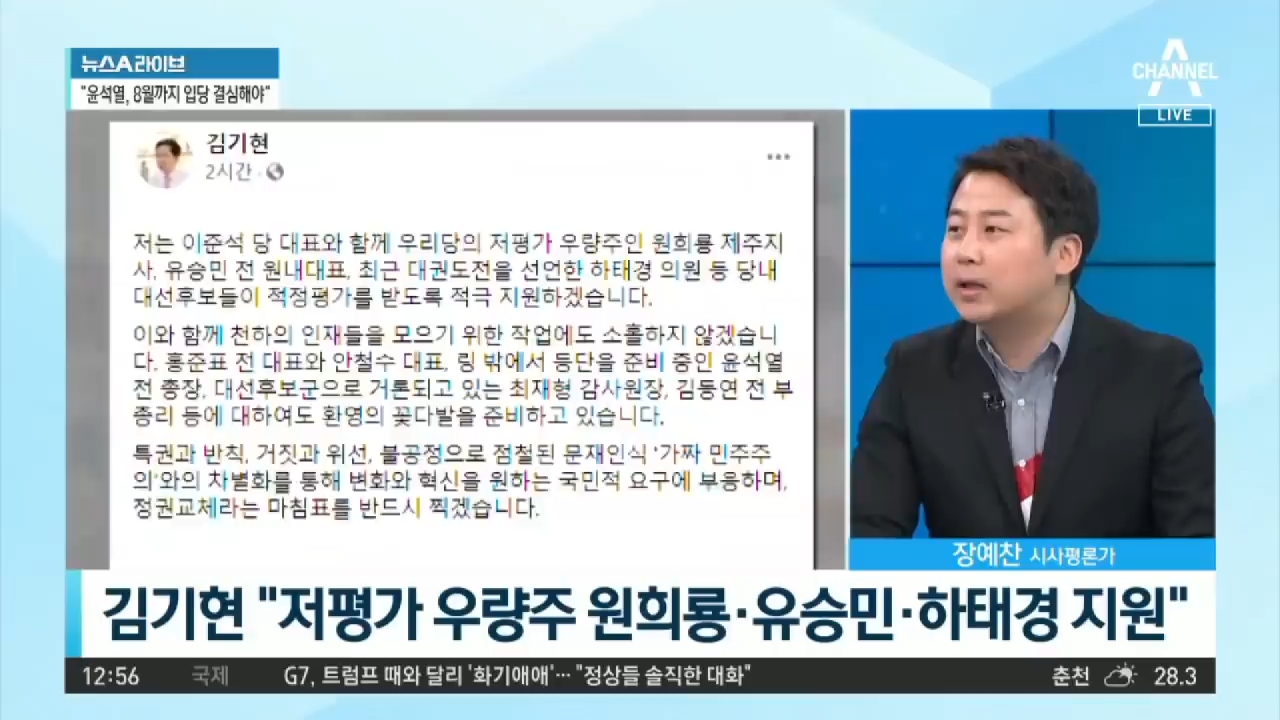 뉴스A 라이브
"윤석열, 8월까지 입당 결심해야"
CHANNEL A
LIVE
김기현
2시간 ·
저는 이준석 당 대표와 함께 우리당의 저평가 우량주인 원희룡 제주지
사, 유승민 전 원내대표, 최근 대권도전을 선언한 하태경 의원 등 당내
대선후보들이 적정평가를 받도록 적극 지원하겠습니다.
이와 함께 천하의 인재들을 모으기 위한 작업에도 소홀하지 않겠습니
다. 홍준표 전 대표와 안철수 대표, 링 밖에서 등단을 준비 중인 윤석열
전 총장, 대선후보군으로 거론되고 있는 최재형 감사원장, 김동연 전 부
총리 등에 대하여도 환영의 꽃다발을 준비하고 있습니다.
특권과 반칙, 거짓과 위선, 불공정으로 점철된 문재인식 '가짜 민주주
의'와의 차별화를 통해 변화와 혁신을 원하는 국민적 요구에 부응하며,
정권교체라는 마침표를 반드시 찍겠습니다.
장예찬 시사평론가
김기현 "저평가 우량주 원희룡·유승민·하태경 지원"
12:56 국제 G7, 트럼프 때와 달리 '화기애애'… "정상들 솔직한 대화" 춘천 28.3